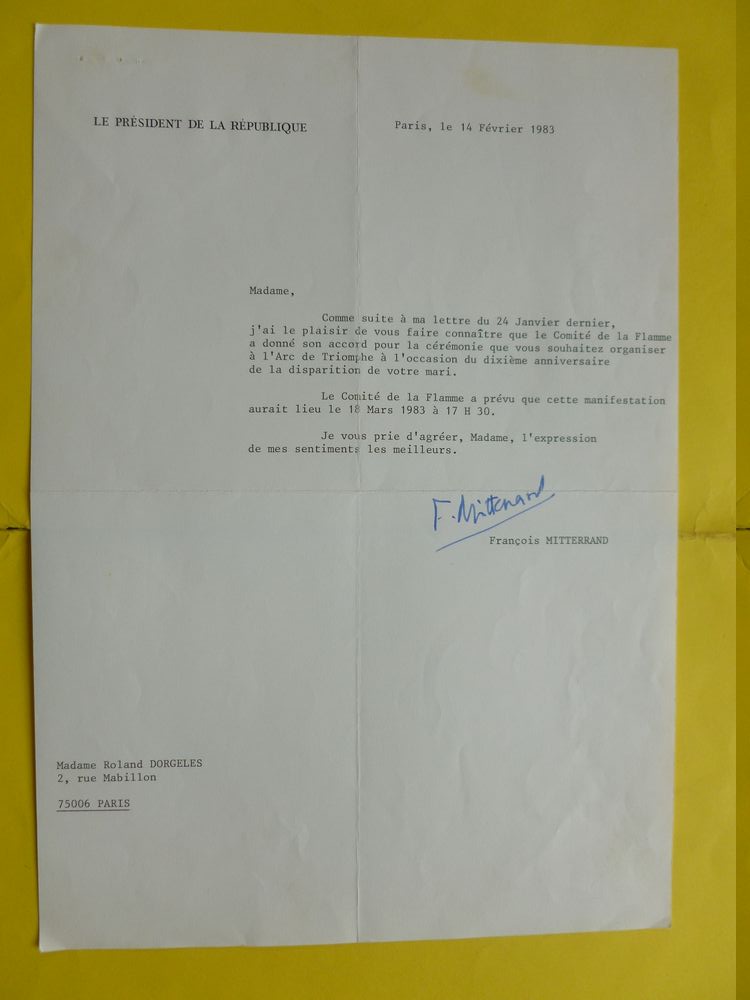 LE PRÉSIDENT DE LA RÉPUBLIQUE
Paris, le 14 Février 1983
Madame,
Comme suite à ma lettre du 24 Janvier dernier,
j'ai le plaisir de vous faire connaître que le Comité de la Flamme
a donné son accord pour la cérémonie que vous souhaitez organiser
à l'Arc de Triomphe à l'occasion du dixième anniversaire
de la disparition de votre mari.
Le Comité de la Flamme a prévu que cette manifestation
aurait lieu le 18 Mars 1983 à 17 H 30.
Je vous prie d'agréer, Madame, l'expression
de mes sentiments les meilleurs.
F. Mitterrand
François MITTERRAND
Madame Roland DORGELES
2, rue Mabillon
75006 PARIS